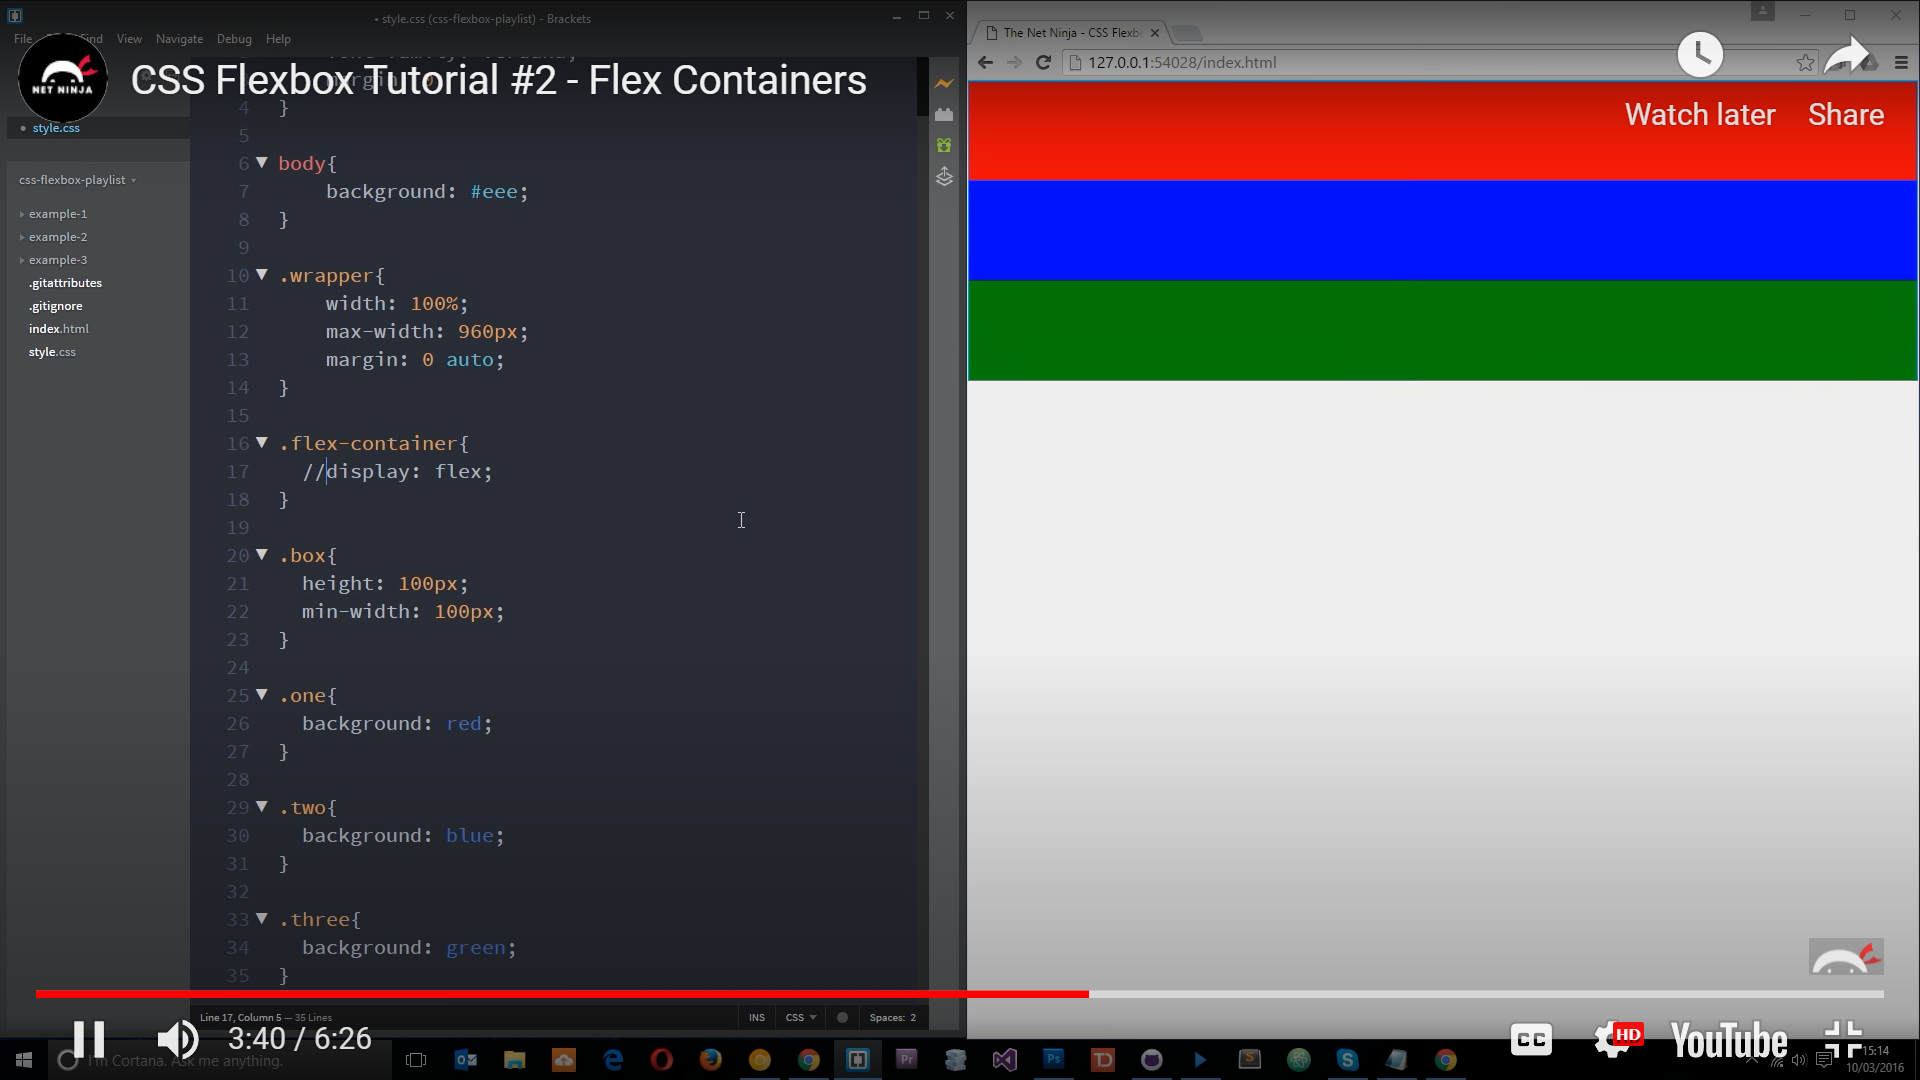 style.css (css-flexbox-playlist) - Brackets
File
Find
View
Navigate
Debug
Help
NET NINJA
CSS Flexbox Tutorial #2 - Flex Containers
style.css
css-flexbox-playlist
example-1
example-2
example-3
.gitattributes
.gitignore
index.html
style.css
4 }
5
6 body{
7 background: #eee;
8 }
9
10 .wrapper{
11 width: 100%;
12 max-width: 960px;
13 margin: 0 auto;
14 }
15
16 .flex-container{
17 //display: flex;
18 }
19
20 .box{
21 height: 100px;
22 min-width: 100px;
23 }
24
25 .one{
26 background: red;
27 }
28
29 .two{
30 background: blue;
31 }
32
33 .three{
34 background: green;
35 }
Line 17, Column 5 — 35 Lines
INS
CSS
Spaces: 2
The Net Ninja - CSS Flexb
127.0.0.1:54028/index.html
Watch later
Share
3:40 / 6:26
CC
HD
YouTube
I'm Cortana. Ask me anything.
Pr
Ps
15:14
10/03/2016